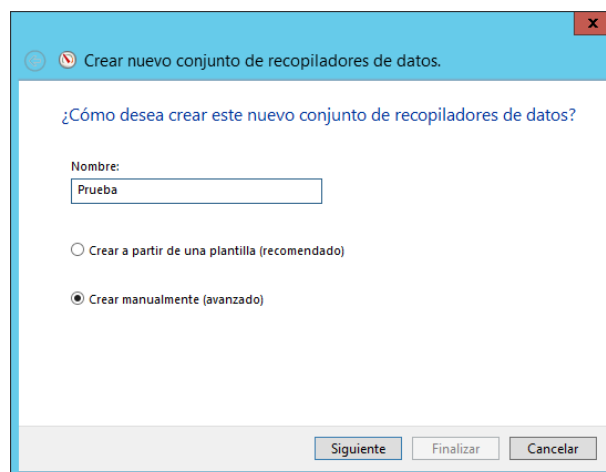 x
Crear nuevo conjunto de recopiladores de datos.
¿Cómo desea crear este nuevo conjunto de recopiladores de datos?
Nombre:
Prueba
Crear a partir de una plantilla (recomendado)
Crear manualmente (avanzado)
Siguiente Finalizar Cancelar